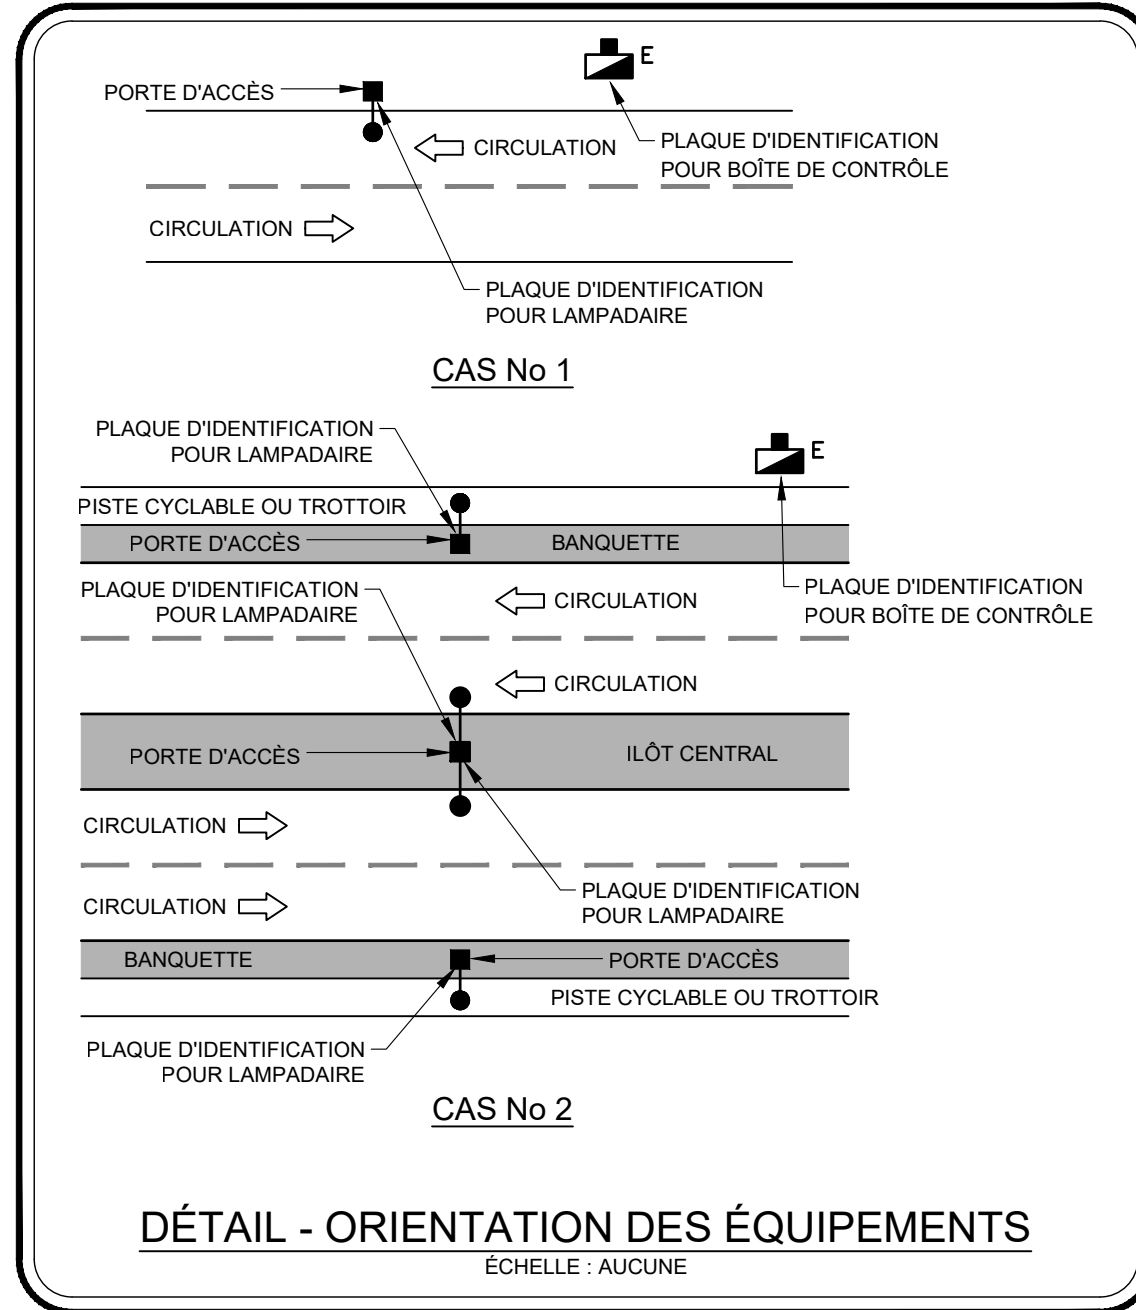 E
PORTE D'ACCÈS
CIRCULATION
PLAQUE D'IDENTIFICATION
POUR BOÎTE DE CONTRÔLE
CIRCULATION
PLAQUE D'IDENTIFICATION
POUR LAMPADAIRE
CAS No 1
PLAQUE D'IDENTIFICATION
POUR LAMPADAIRE
E
PISTE CYCLABLE OU TROTTOIR
PORTE D'ACCÈS
BANQUETTE
PLAQUE D'IDENTIFICATION
POUR LAMPADAIRE
CIRCULATION
PLAQUE D'IDENTIFICATION
POUR BOÎTE DE CONTRÔLE
CIRCULATION
PORTE D'ACCÈS
ILÔT CENTRAL
CIRCULATION
PLAQUE D'IDENTIFICATION
POUR LAMPADAIRE
CIRCULATION
BANQUETTE
PORTE D'ACCÈS
PISTE CYCLABLE OU TROTTOIR
PLAQUE D'IDENTIFICATION
POUR LAMPADAIRE
CAS No 2
DÉTAIL - ORIENTATION DES ÉQUIPEMENTS
ÉCHELLE : AUCUNE